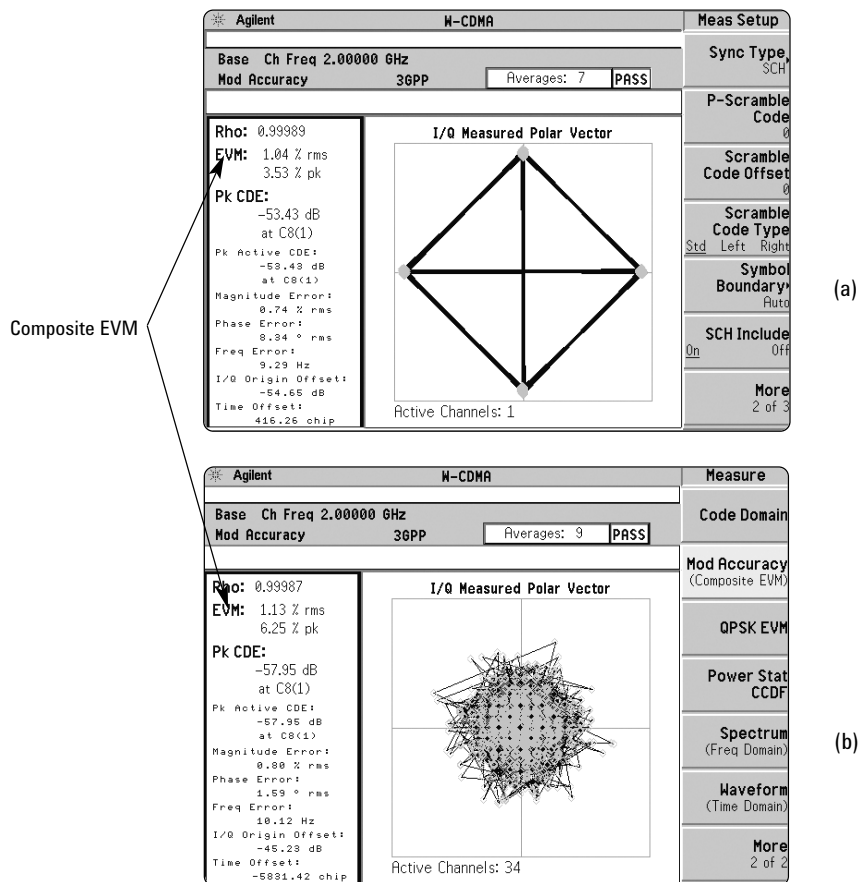 Agilent W-CDMA Meas Setup
Base Ch Freq 2.00000 GHz
Mod Accuracy 3GPP Averages: 7 PASS
Rho: 0.99989
EVM: 1.04 % rms
3.53 % pk
Pk CDE:
-53.43 dB
at C8(1)
Pk Active CDE:
-53.43 dB
at C8(1)
Magnitude Error:
0.74 % rms
Phase Error:
8.34 ° rms
Freq Error:
9.29 Hz
I/Q Origin Offset:
-54.65 dB
Time Offset:
416.26 chip
I/Q Measured Polar Vector
Active Channels: 1
Sync Type
SCH
P-Scramble
Code
0
Scramble
Code Offset
0
Scramble
Code Type
Std Left Right
Symbol
Boundary
Auto
SCH Include
On Off
More
2 of 3
(a)
Composite EVM
Agilent W-CDMA Measure
Base Ch Freq 2.00000 GHz
Mod Accuracy 3GPP Averages: 9 PASS
Rho: 0.99987
EVM: 1.13 % rms
6.25 % pk
Pk CDE:
-57.95 dB
at C8(1)
Pk Active CDE:
-57.95 dB
at C8(1)
Magnitude Error:
0.80 % rms
Phase Error:
1.59 ° rms
Freq Error:
10.12 Hz
I/Q Origin Offset:
-45.23 dB
Time Offset:
-5831.42 chip
I/Q Measured Polar Vector
Active Channels: 34
Code Domain
Mod Accuracy
(Composite EVM)
QPSK EVM
Power Stat
CCDF
Spectrum
(Freq Domain)
Waveform
(Time Domain)
More
2 of 2
(b)